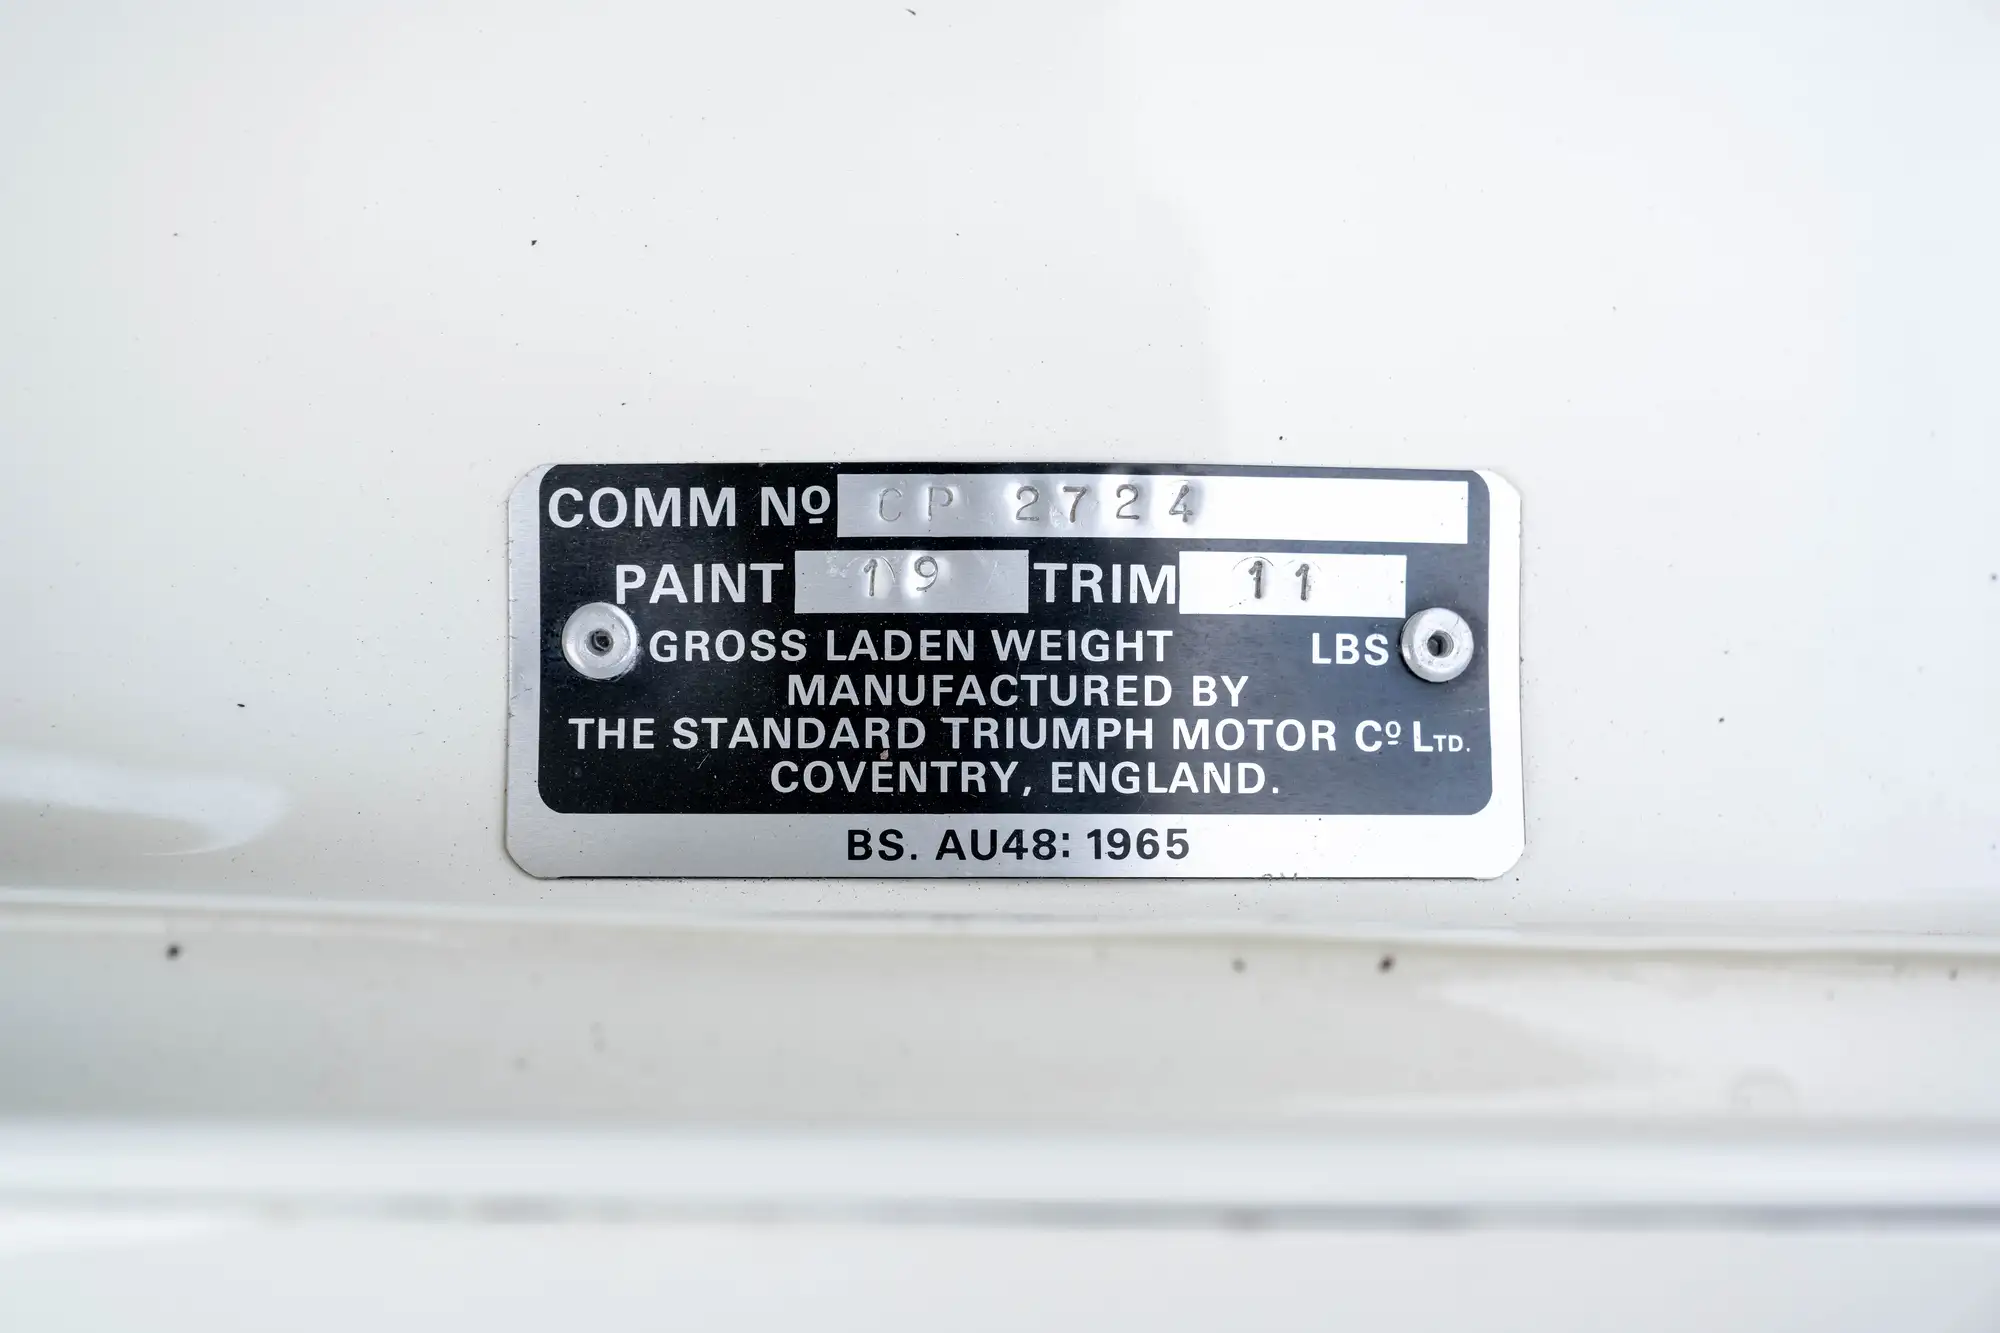 COMM Nº CP 2724
PAINT 19 TRIM 11
GROSS LADEN WEIGHT LBS
MANUFACTURED BY
THE STANDARD TRIUMPH MOTOR Cº LTD.
COVENTRY, ENGLAND.
BS. AU48: 1965